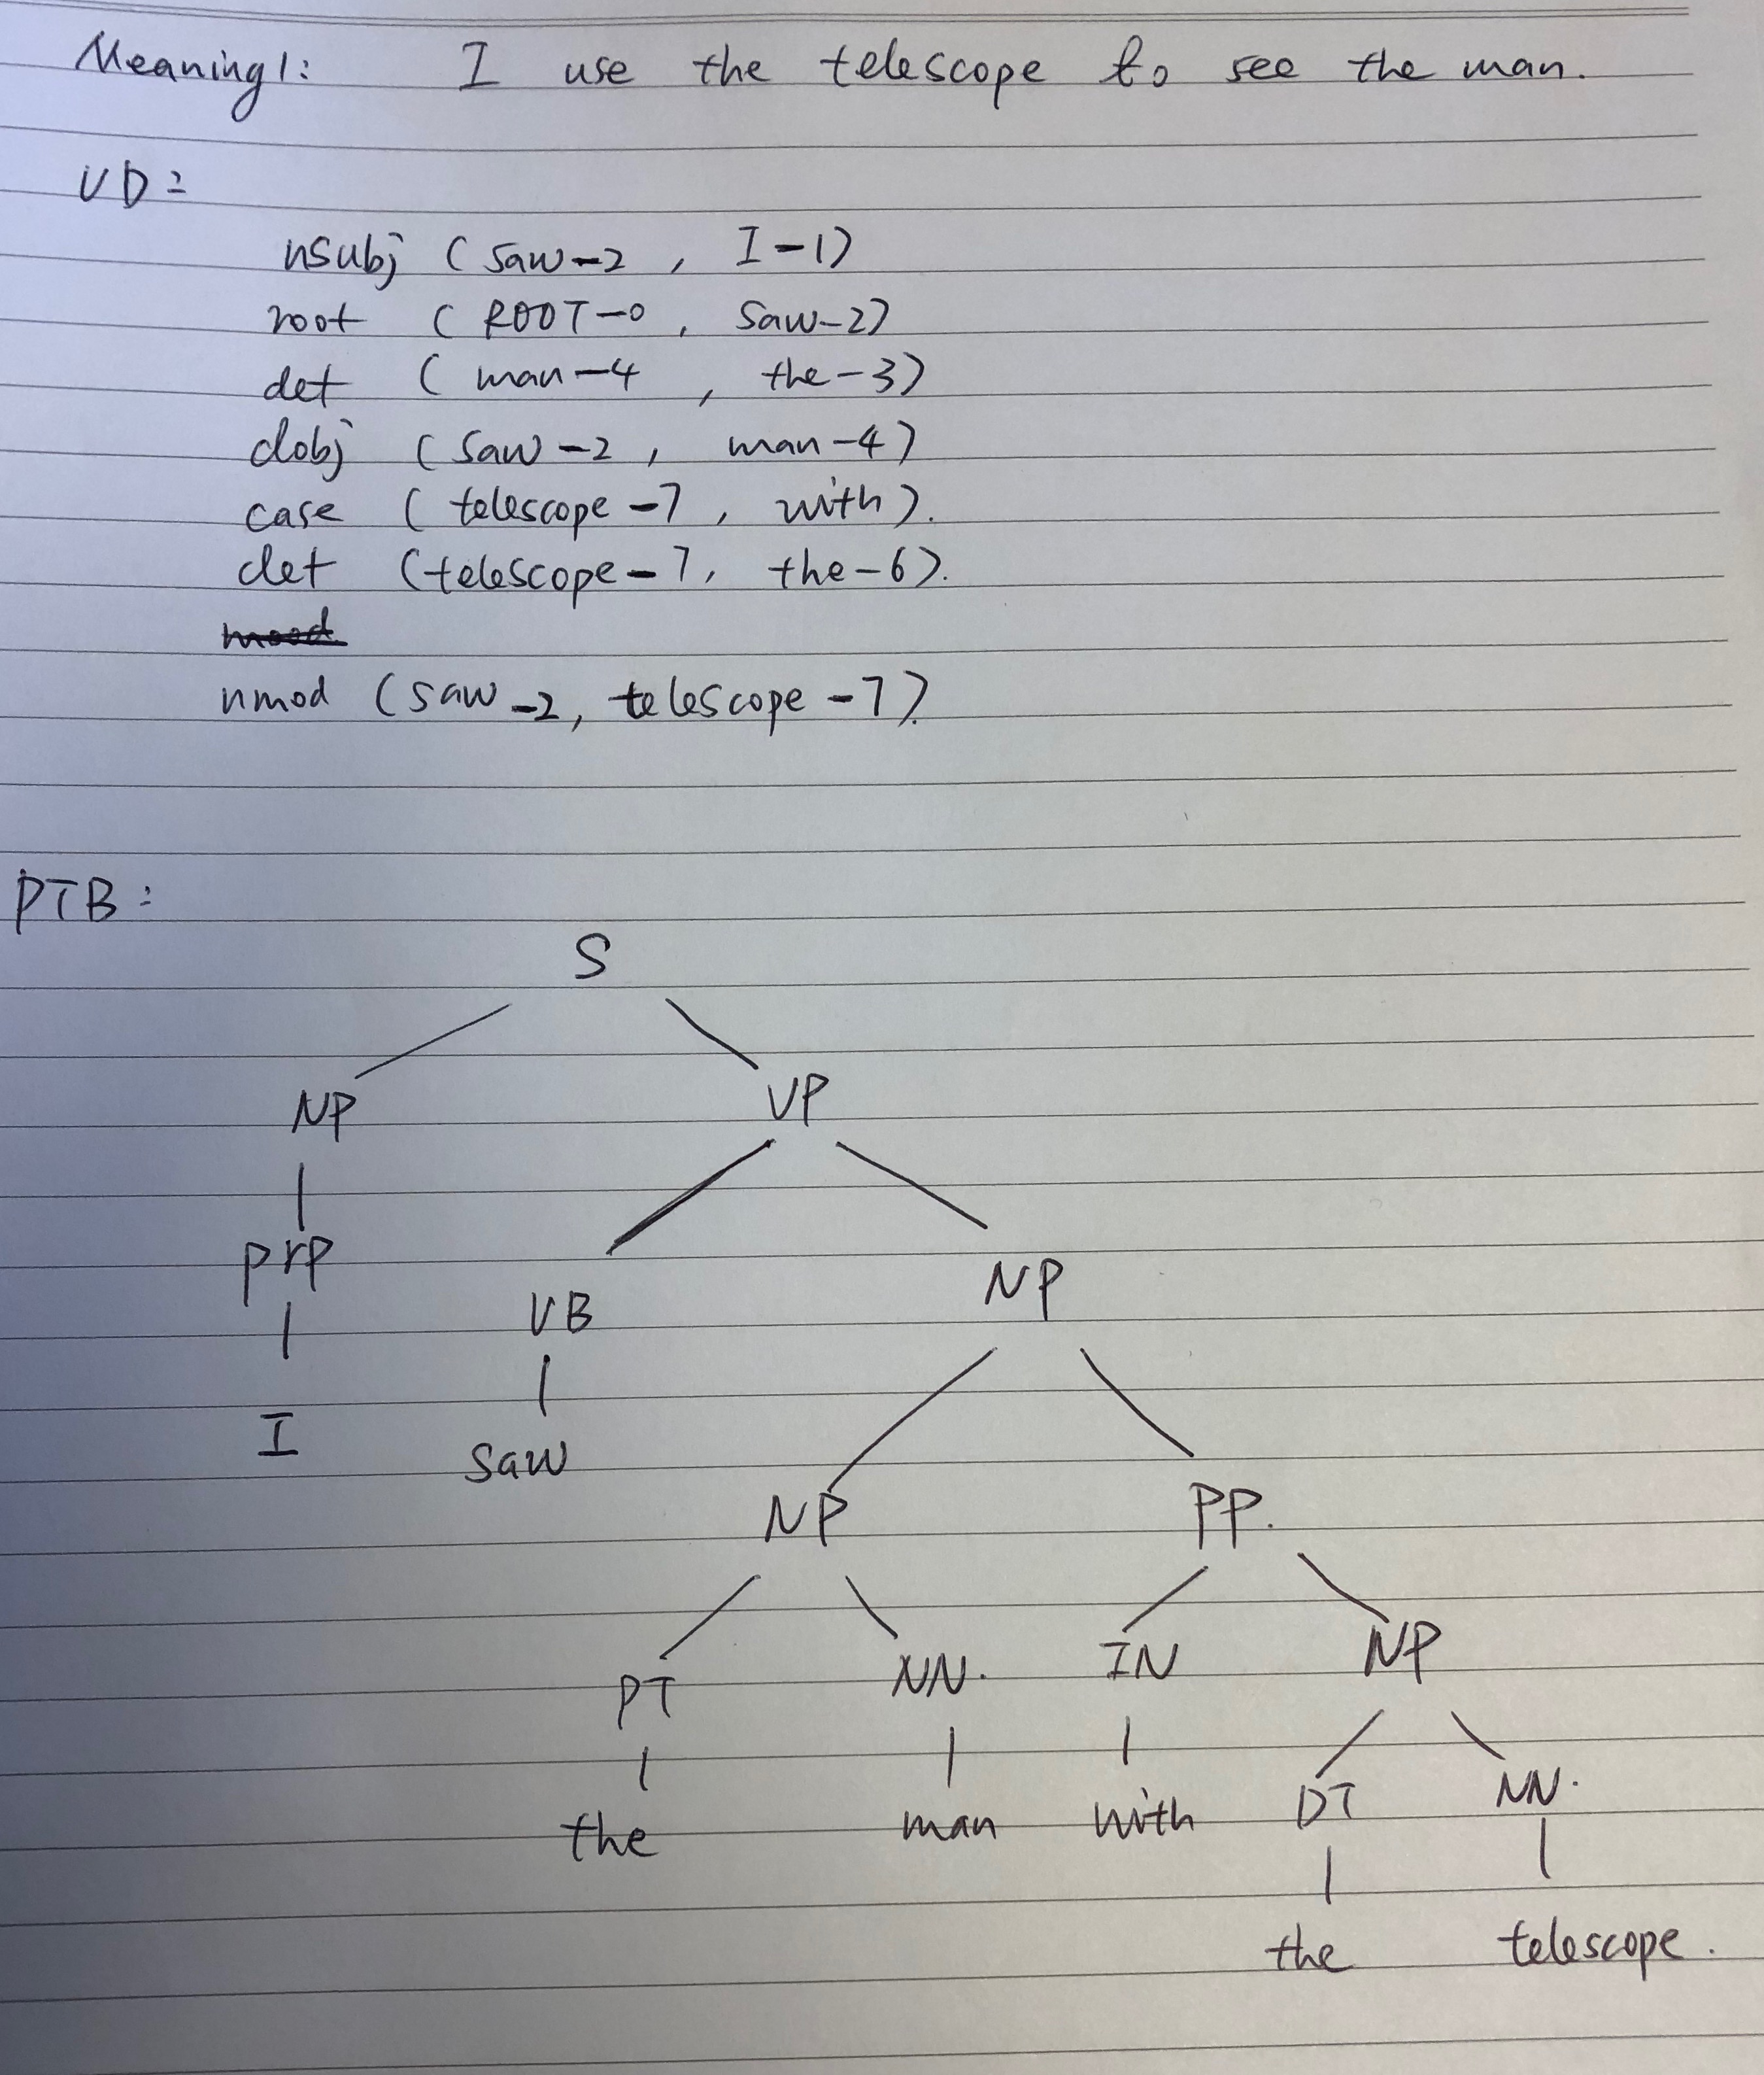 Meaning1: I use the telescope to see the man.
UD:
nsubj (saw-2, I-1)
root (ROOT-0, saw-2)
det (man-4, the-3)
dobj (saw-2, man-4)
case (telescope-7, with).
det (telescope-7, the-6).
nmod (saw-2, telescope-7).
PTB:
S
NP VP
prp VB NP
I saw
NP PP.
PT NN. IN NP
the man with DT NN.
the telescope.